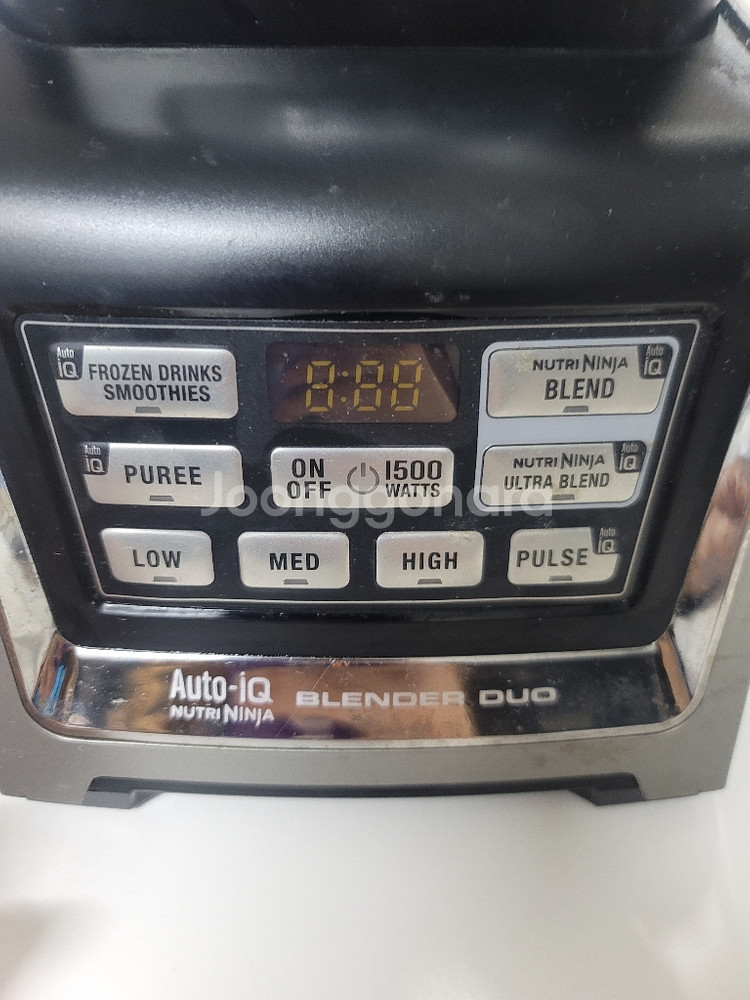 Auto iQ
FROZEN DRINKS
SMOOTHIES
8:88
NUTRI NINJA
BLEND
Auto iQ
Auto iQ
PUREE
ON
OFF
1500
WATTS
NUTRI NINJA
ULTRA BLEND
Auto iQ
Joonggonara
LOW
MED
HIGH
PULSE
Auto iQ
Auto-iQ
NUTRI NINJA
BLENDER DUO